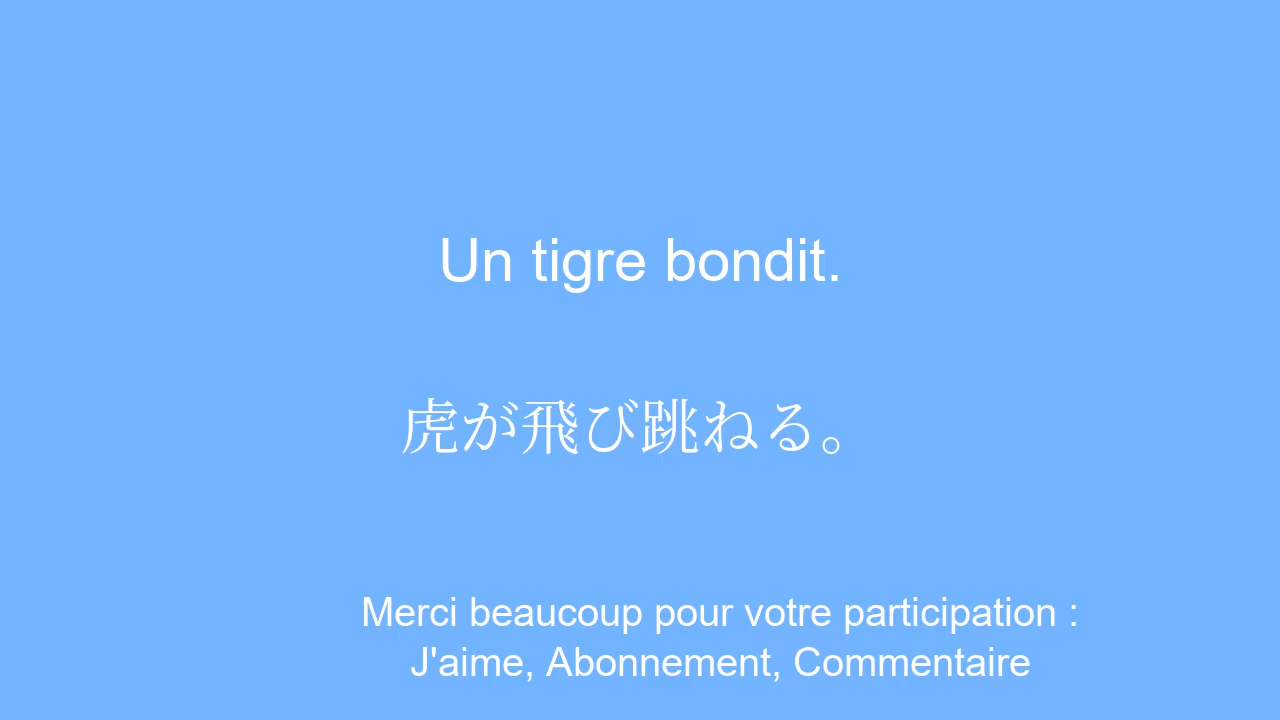 Un tigre bondit.
虎が飛び跳ねる。
Merci beaucoup pour votre participation :
J'aime, Abonnement, Commentaire